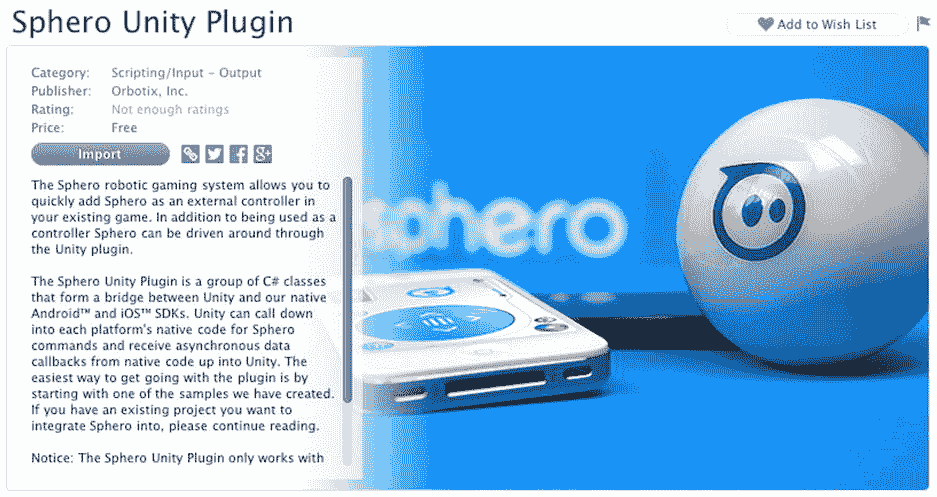 Sphero Unity Plugin
Add to Wish List
Category: Scripting/Input - Output
Publisher: Orbotix, Inc.
Rating: Not enough ratings
Price: Free
Import
The Sphero robotic gaming system allows you to
quickly add Sphero as an external controller in
your existing game. In addition to being used as a
controller Sphero can be driven around through
the Unity plugin.
The Sphero Unity Plugin is a group of C# classes
that form a bridge between Unity and our native
Android™ and iOS™ SDKs. Unity can call down
into each platform's native code for Sphero
commands and receive asynchronous data
callbacks from native code up into Unity. The
easiest way to get going with the plugin is by
starting with one of the samples we have created.
If you have an existing project you want to
integrate Sphero into, please continue reading.
Notice: The Sphero Unity Plugin only works with
sphero